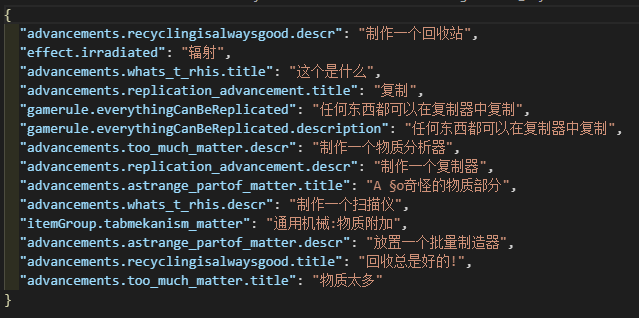 {
"advancements.recyclingisalwaysgood.descr": "制作一个回收站",
"effect.irradiated": "辐射",
"advancements.whats_t_rhis.title": "这个是什么",
"advancements.replication_advancement.title": "复制",
"gamerule.everythingCanBeReplicated": "任何东西都可以在复制器中复制",
"gamerule.everythingCanBeReplicated.description": "任何东西都可以在复制器中复制",
"advancements.too_much_matter.descr": "制作一个物质分析器",
"advancements.replication_advancement.descr": "制作一个复制器",
"advancements.astrange_partof_matter.title": "A §o奇怪的物质部分",
"advancements.whats_t_rhis.descr": "制作一个扫描仪",
"itemGroup.tabmekanism_matter": "通用机械:物质附加",
"advancements.astrange_partof_matter.descr": "放置一个批量制造器",
"advancements.recyclingisalwaysgood.title": "回收总是好的!",
"advancements.too_much_matter.title": "物质太多"
}